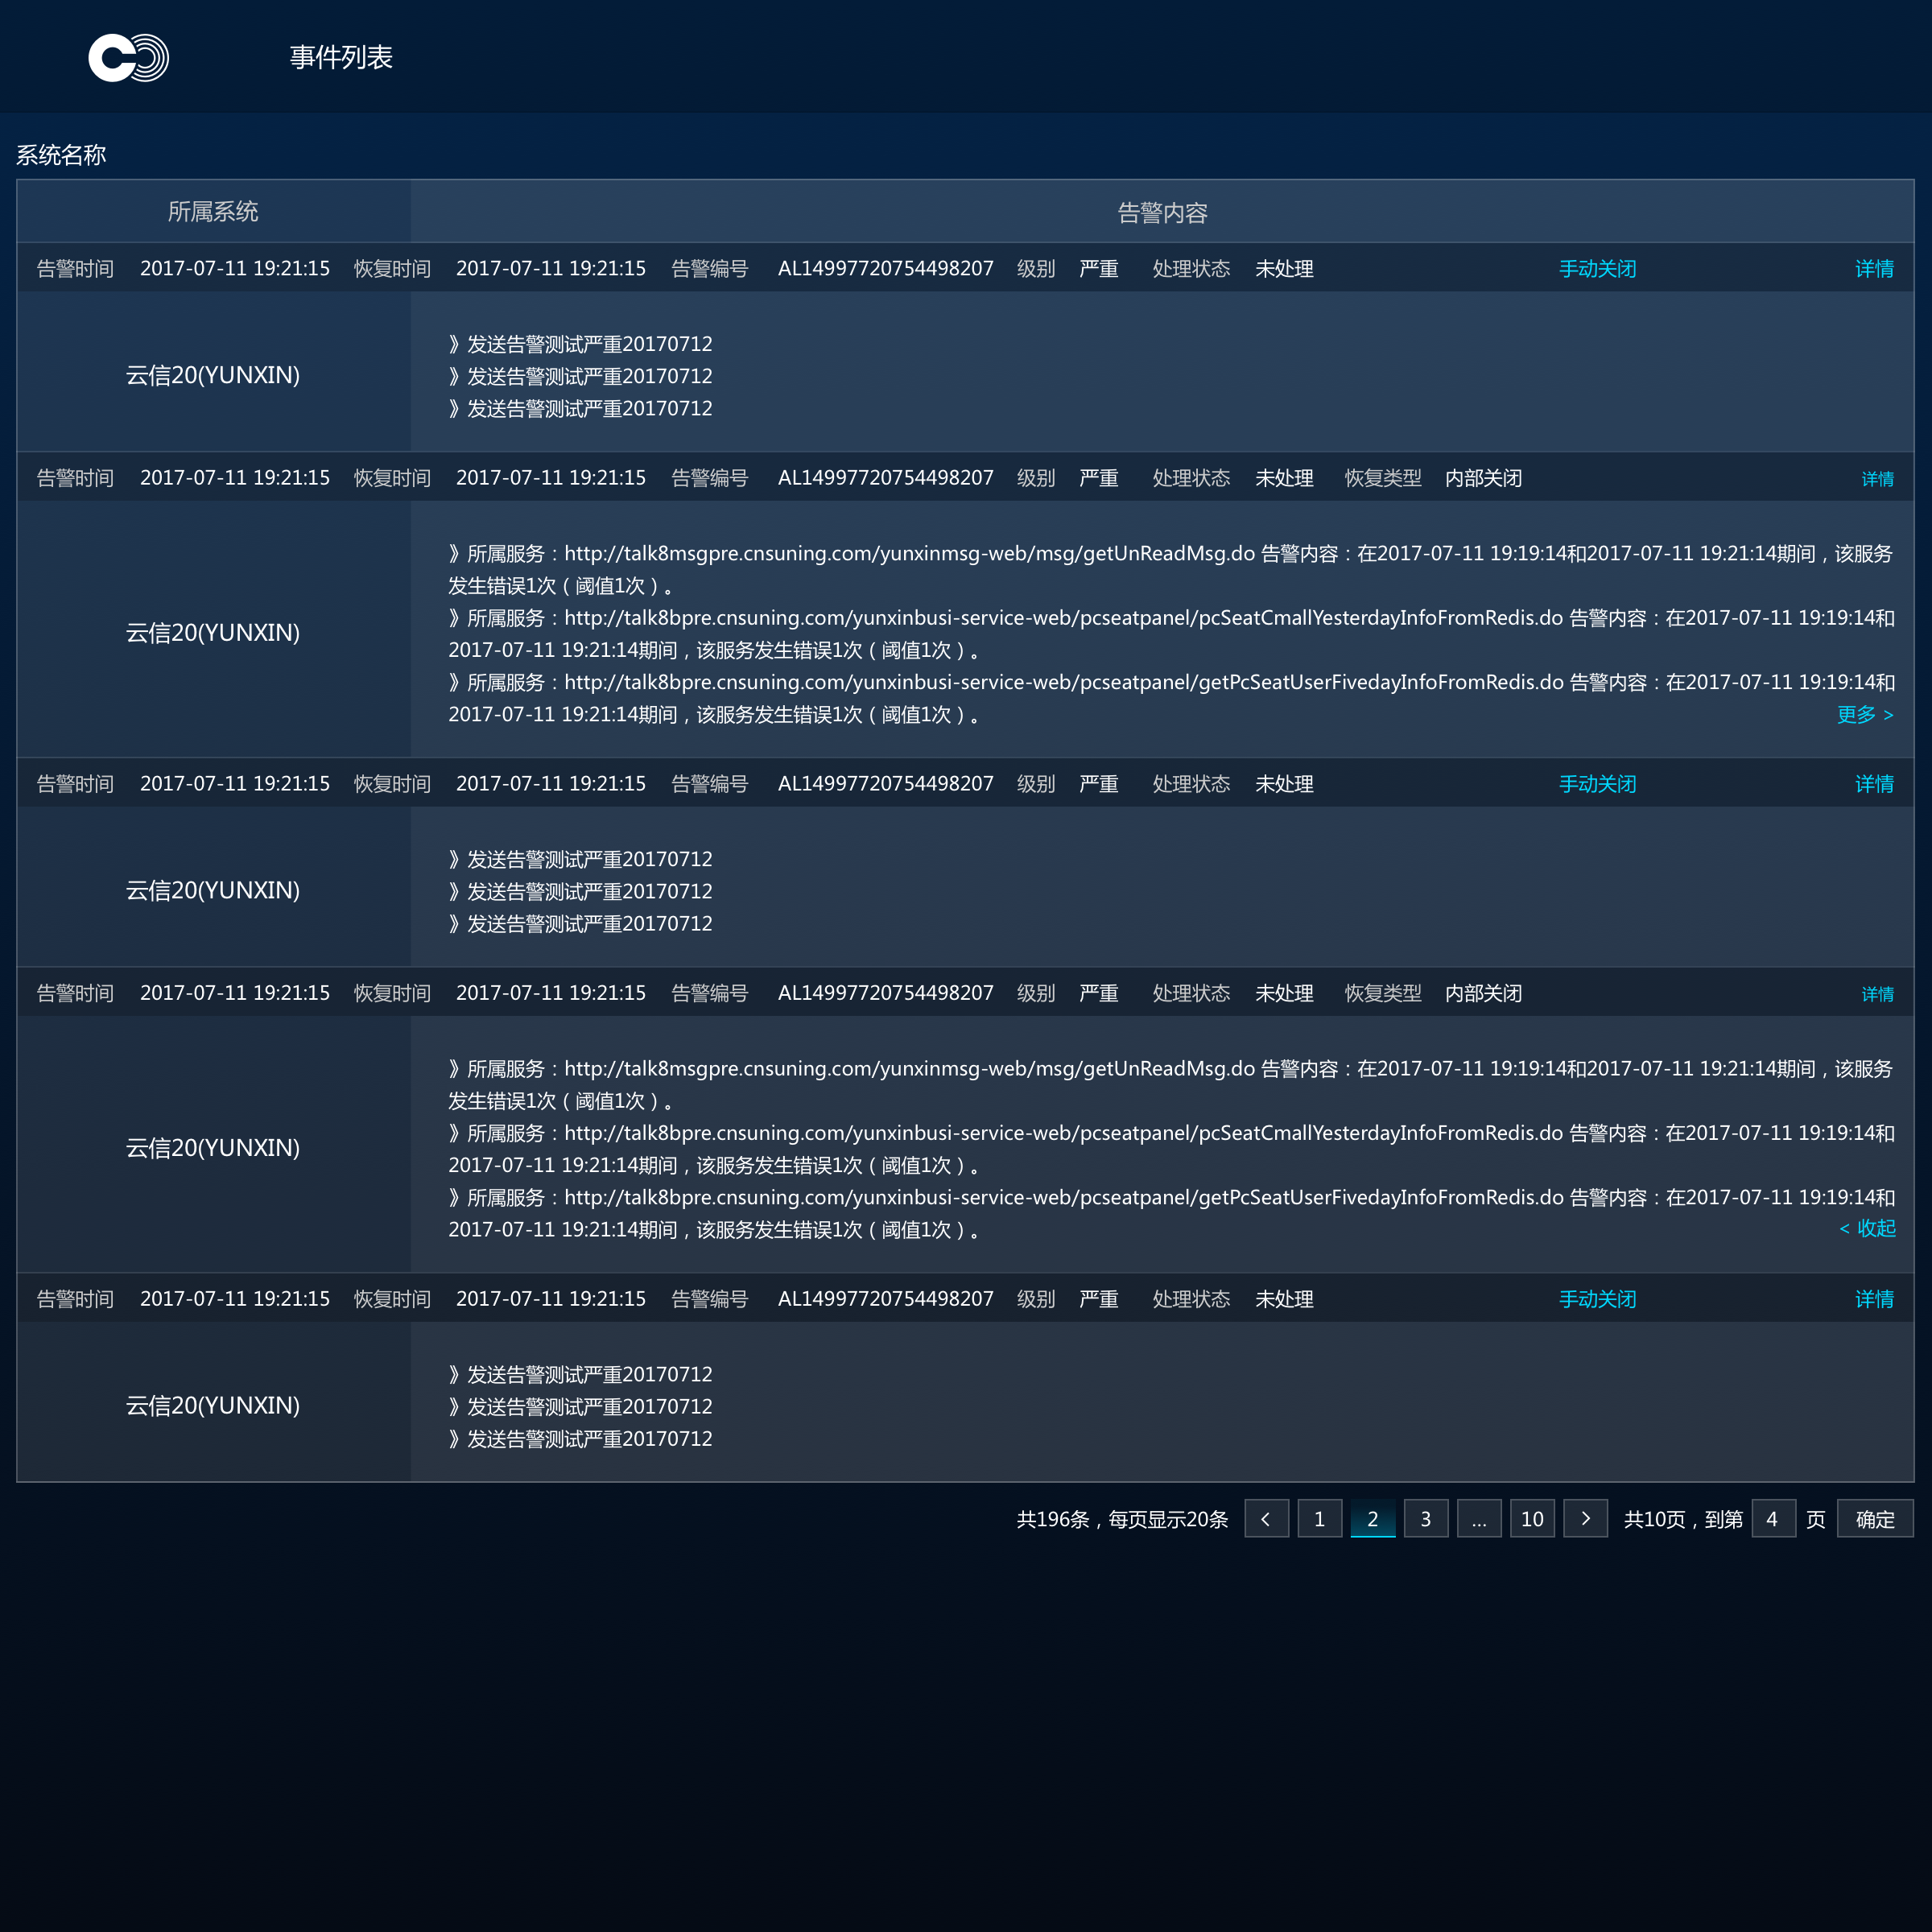 事件列表
系统名称
所属系统 告警内容
告警时间 2017-07-11 19:21:15 恢复时间 2017-07-11 19:21:15 告警编号 AL14997720754498207 级别 严重 处理状态 未处理 手动关闭 详情
云信20(YUNXIN)
》发送告警测试严重20170712
》发送告警测试严重20170712
》发送告警测试严重20170712
告警时间 2017-07-11 19:21:15 恢复时间 2017-07-11 19:21:15 告警编号 AL14997720754498207 级别 严重 处理状态 未处理 恢复类型 内部关闭 详情
云信20(YUNXIN)
》所属服务：http://talk8msgpre.cnsuning.com/yunxinmsg-web/msg/getUnReadMsg.do 告警内容：在2017-07-11 19:19:14和2017-07-11 19:21:14期间，该服务
发生错误1次（阈值1次）。
》所属服务：http://talk8bpre.cnsuning.com/yunxinbusi-service-web/pcseatpanel/pcSeatCmallYesterdayInfoFromRedis.do 告警内容：在2017-07-11 19:19:14和
2017-07-11 19:21:14期间，该服务发生错误1次（阈值1次）。
》所属服务：http://talk8bpre.cnsuning.com/yunxinbusi-service-web/pcseatpanel/getPcSeatUserFivedayInfoFromRedis.do 告警内容：在2017-07-11 19:19:14和
2017-07-11 19:21:14期间，该服务发生错误1次（阈值1次）。 更多 >
告警时间 2017-07-11 19:21:15 恢复时间 2017-07-11 19:21:15 告警编号 AL14997720754498207 级别 严重 处理状态 未处理 手动关闭 详情
云信20(YUNXIN)
》发送告警测试严重20170712
》发送告警测试严重20170712
》发送告警测试严重20170712
告警时间 2017-07-11 19:21:15 恢复时间 2017-07-11 19:21:15 告警编号 AL14997720754498207 级别 严重 处理状态 未处理 恢复类型 内部关闭 详情
云信20(YUNXIN)
》所属服务：http://talk8msgpre.cnsuning.com/yunxinmsg-web/msg/getUnReadMsg.do 告警内容：在2017-07-11 19:19:14和2017-07-11 19:21:14期间，该服务
发生错误1次（阈值1次）。
》所属服务：http://talk8bpre.cnsuning.com/yunxinbusi-service-web/pcseatpanel/pcSeatCmallYesterdayInfoFromRedis.do 告警内容：在2017-07-11 19:19:14和
2017-07-11 19:21:14期间，该服务发生错误1次（阈值1次）。
》所属服务：http://talk8bpre.cnsuning.com/yunxinbusi-service-web/pcseatpanel/getPcSeatUserFivedayInfoFromRedis.do 告警内容：在2017-07-11 19:19:14和
2017-07-11 19:21:14期间，该服务发生错误1次（阈值1次）。 < 收起
告警时间 2017-07-11 19:21:15 恢复时间 2017-07-11 19:21:15 告警编号 AL14997720754498207 级别 严重 处理状态 未处理 手动关闭 详情
云信20(YUNXIN)
》发送告警测试严重20170712
》发送告警测试严重20170712
》发送告警测试严重20170712
共196条，每页显示20条 < 1 2 3 ... 10 > 共10页，到第 4 页 确定